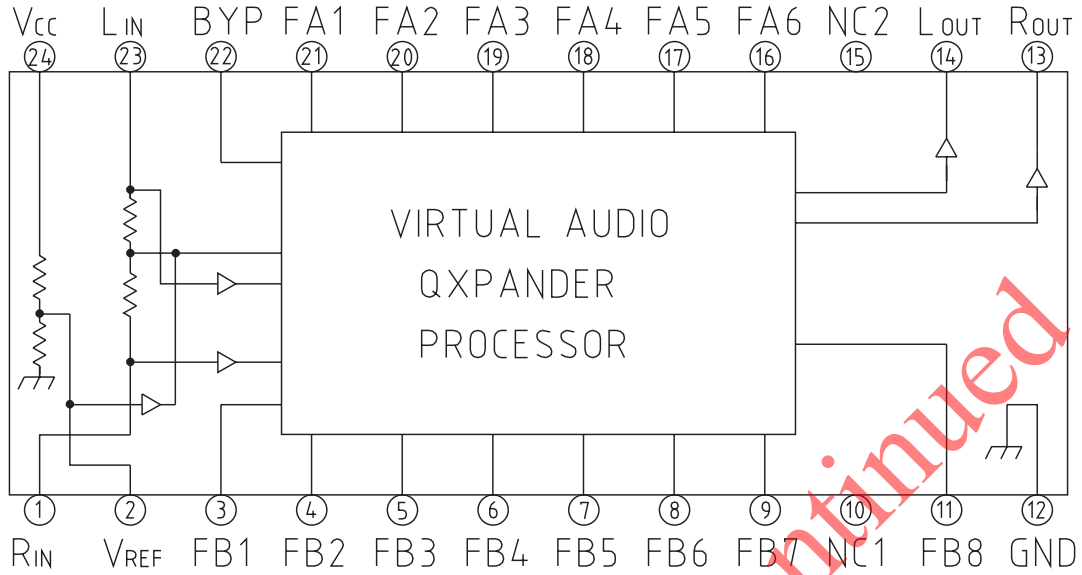 VCC LIN BYP FA1 FA2 FA3 FA4 FA5 FA6 NC2 LOUT ROUT
24 23 22 21 20 19 18 17 16 15 14 13
VIRTUAL AUDIO
QXPANDER
PROCESSOR
1 2 3 4 5 6 7 8 9 10 11 12
RIN VREF FB1 FB2 FB3 FB4 FB5 FB6 FB7 NC1 FB8 GND
ntinued